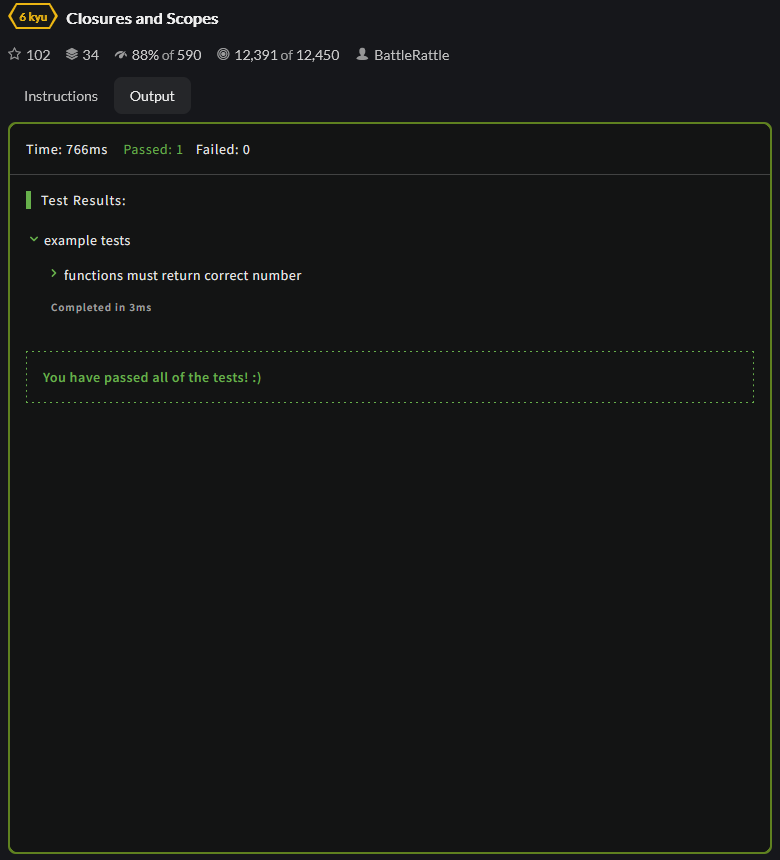 6 kyu Closures and Scopes
102 34 88% of 590 12,391 of 12,450 BattleRattle
Instructions Output
Time: 766ms Passed: 1 Failed: 0
Test Results:
example tests
functions must return correct number
Completed in 3ms
You have passed all of the tests! :)